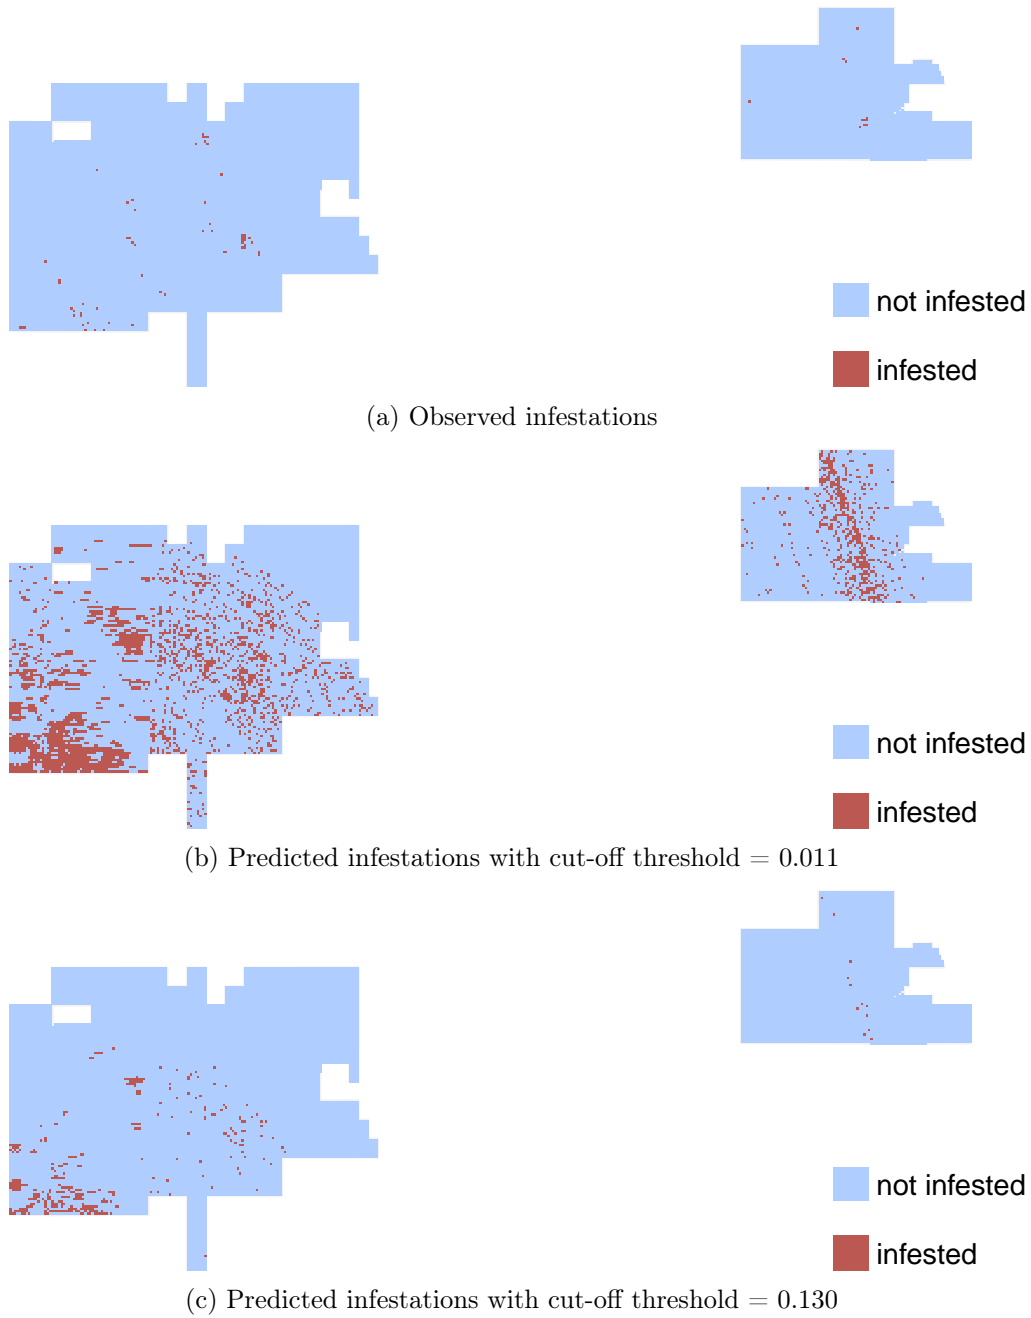 not infested
infested
(a) Observed infestations
not infested
infested
(b) Predicted infestations with cut-off threshold = 0.011
not infested
infested
(c) Predicted infestations with cut-off threshold = 0.130